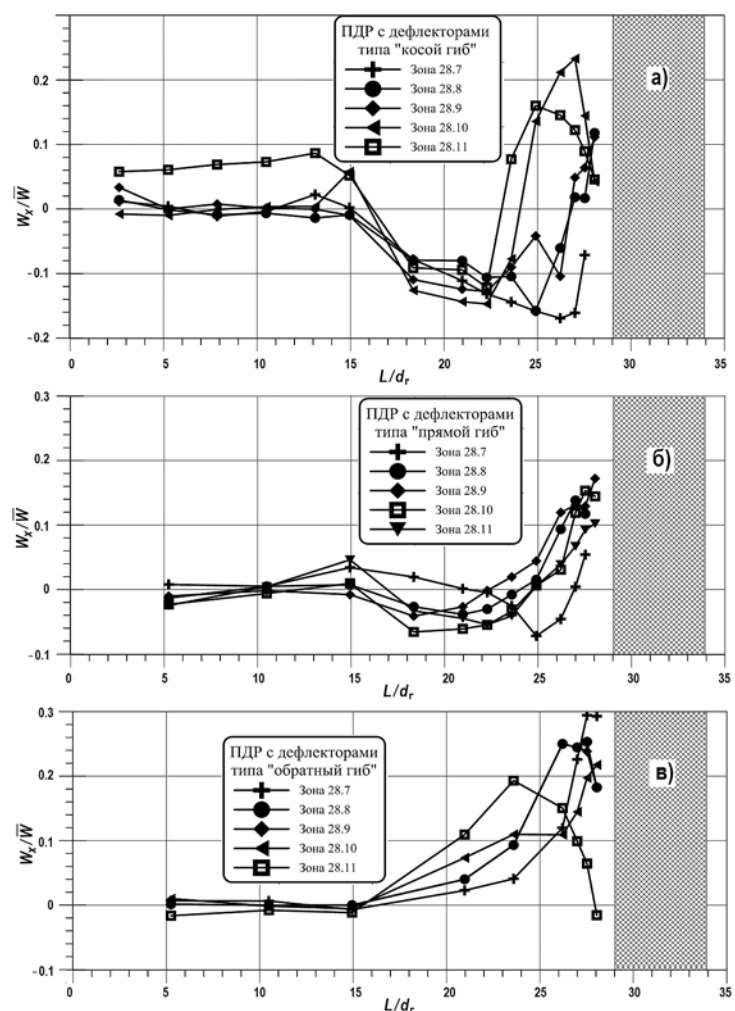 ПДР с дефлекторами
типа "косой гиб"
Зона 28.7
Зона 28.8
Зона 28.9
Зона 28.10
Зона 28.11
а)
0.2
0.1
0
-0.1
-0.2
Wx/W̅
0 5 10 15 20 25 30 35
L/dг
0.3
0.2
0.1
0
-0.1
Wx/W̅
ПДР с дефлекторами
типа "прямой гиб"
Зона 28.7
Зона 28.8
Зона 28.9
Зона 28.10
Зона 28.11
б)
0 5 10 15 20 25 30 35
L/dг
0.3
0.2
0.1
0
-0.1
Wx/W̅
ПДР с дефлекторами
типа "обратный гиб"
Зона 28.7
Зона 28.8
Зона 28.9
Зона 28.10
Зона 28.11
в)
0 5 10 15 20 25 30 35
L/dг